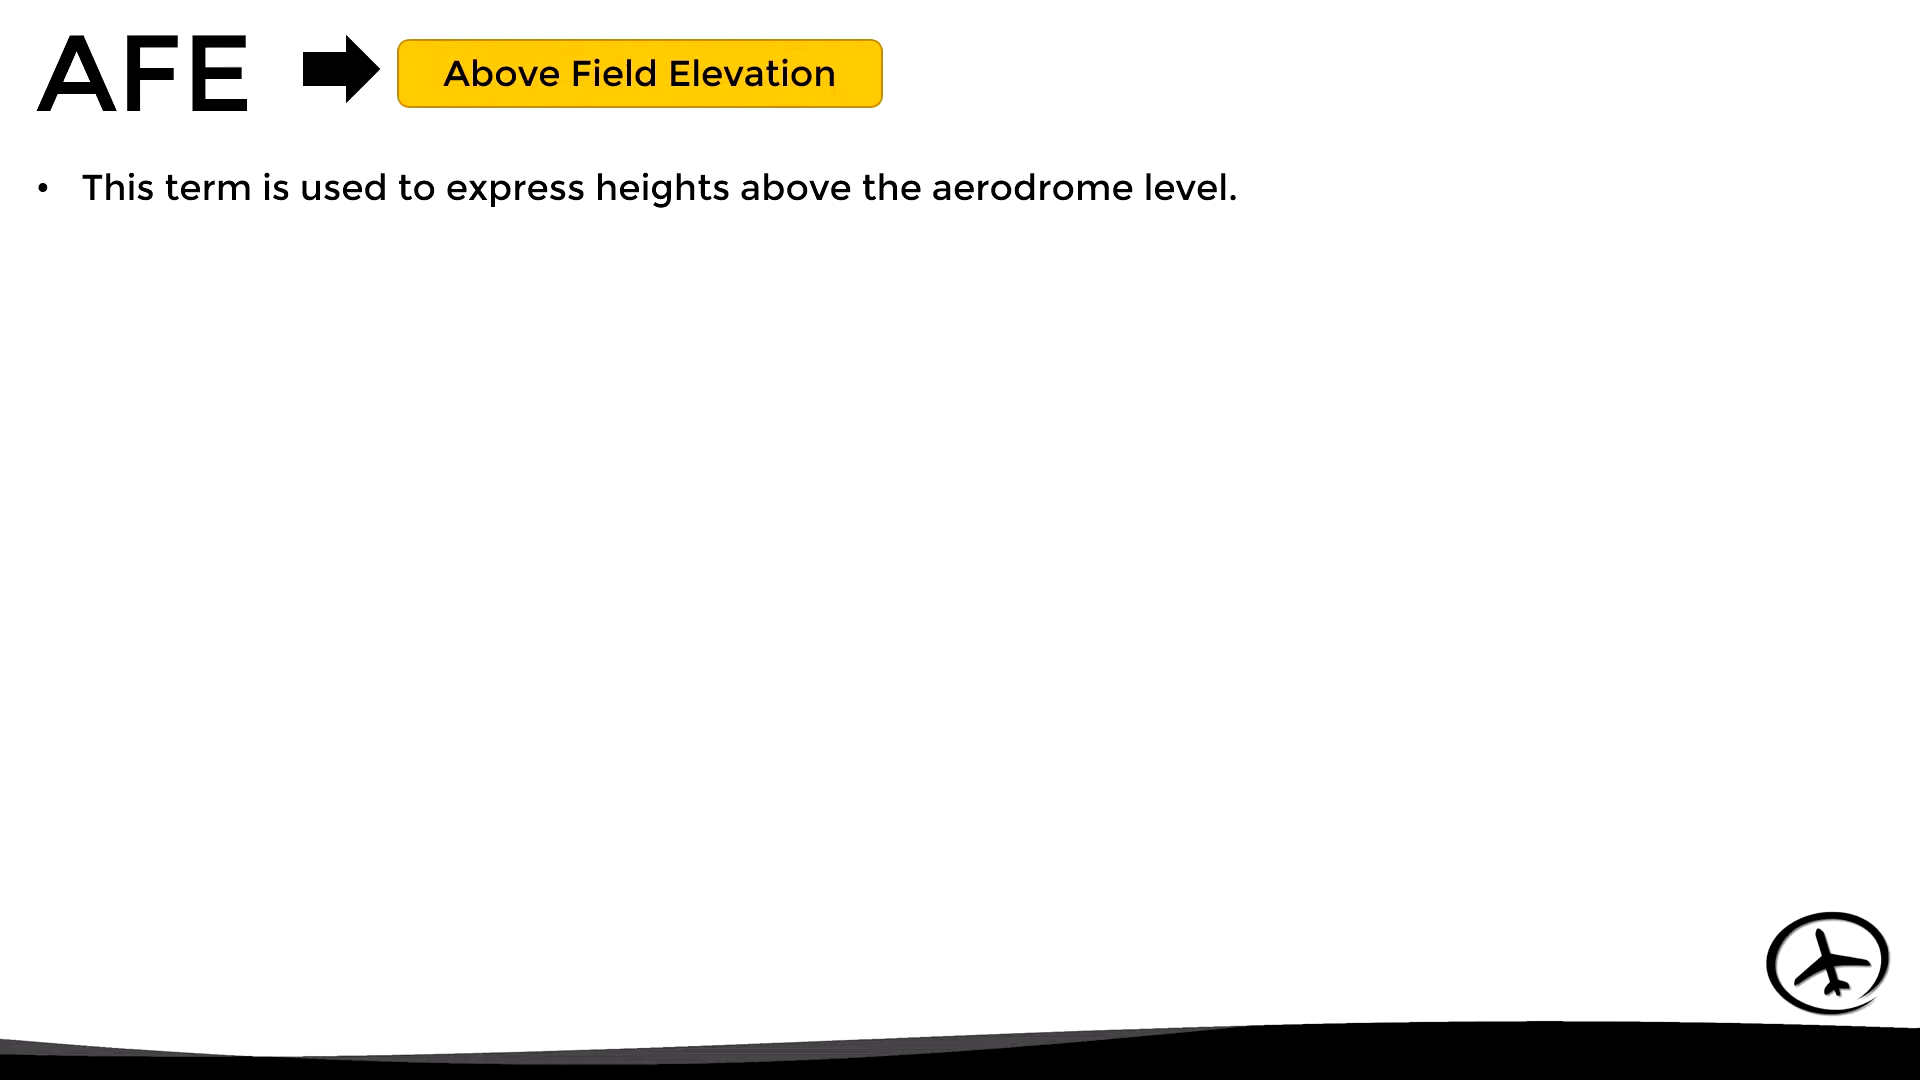 AFE Above Field Elevation
• This term is used to express heights above the aerodrome level.